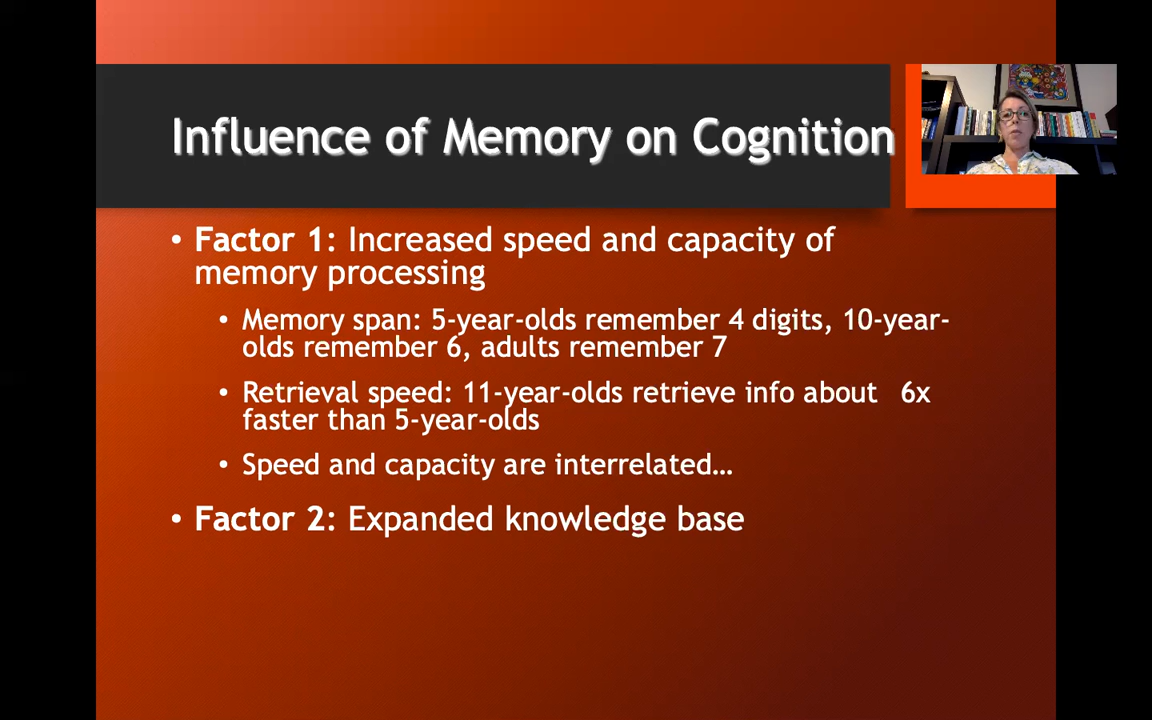 Influence of Memory on Cognition
• Factor 1: Increased speed and capacity of
memory processing
• Memory span: 5-year-olds remember 4 digits, 10-year-
olds remember 6, adults remember 7
• Retrieval speed: 11-year-olds retrieve info about 6x
faster than 5-year-olds
• Speed and capacity are interrelated…
• Factor 2: Expanded knowledge base